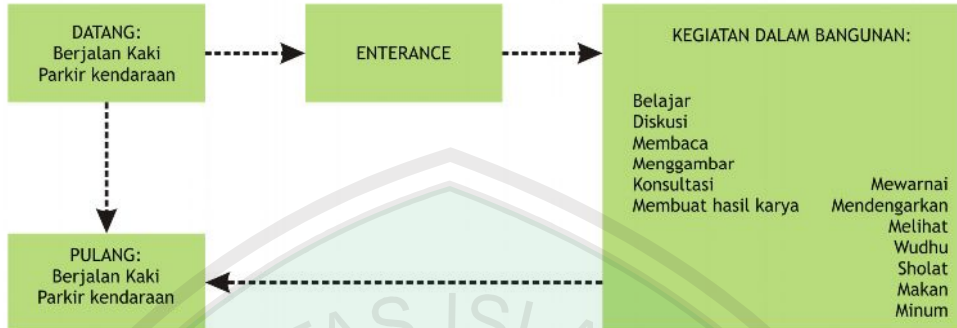 DATANG:
Berjalan Kaki
Parkir kendaraan
ENTERANCE
KEGIATAN DALAM BANGUNAN:
Belajar
Diskusi
Membaca
Menggambar
Konsultasi
Membuat hasil karya
Mewarnai
Mendengarkan
Melihat
Wudhu
Sholat
Makan
Minum
PULANG:
Berjalan Kaki
Parkir kendaraan